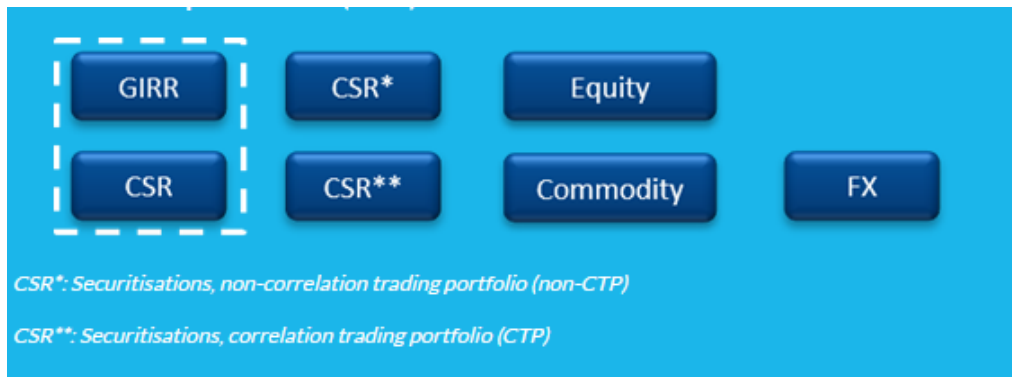 GIRR
CSR*
Equity
CSR
CSR**
Commodity
FX
CSR*: Securitisations, non-correlation trading portfolio (non-CTP)
CSR**: Securitisations, correlation trading portfolio (CTP)